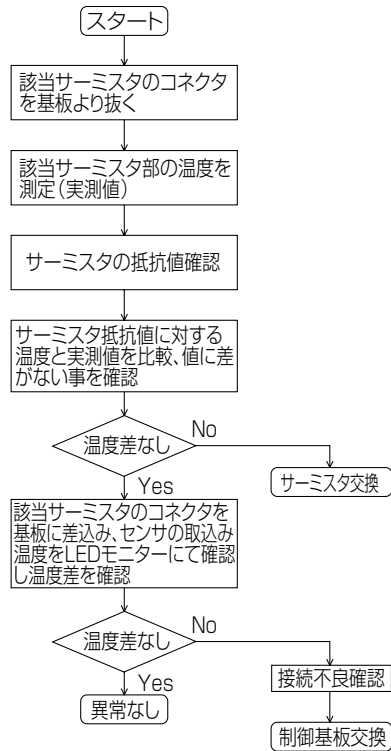 スタート
該当サーミスタのコネクタ
を基板より抜く
該当サーミスタ部の温度を
測定(実測値)
サーミスタの抵抗値確認
サーミスタ抵抗値に対する
温度と実測値を比較、値に差
がない事を確認
温度差なし
No
サーミスタ交換
Yes
該当サーミスタのコネクタを
基板に差込み、センサの取込み
温度をLEDモニターにて確認
し温度差を確認
温度差なし
No
接続不良確認
Yes
異常なし
制御基板交換